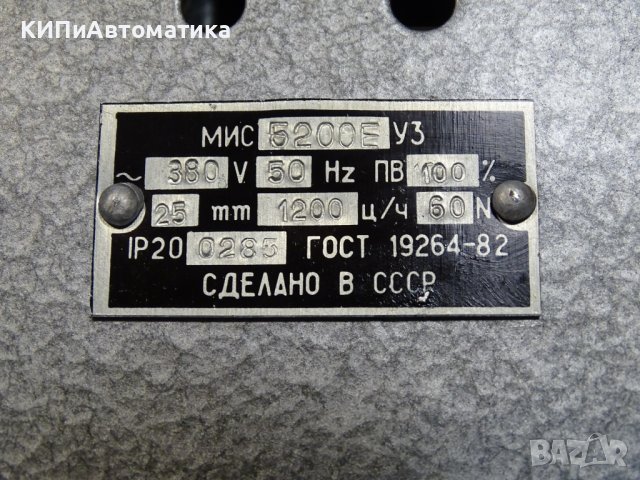 КИПиАвтоматика
МИС 5200Е У3
~ 380 V 50 Hz ПВ 100 %
25 mm 1200 ц/ч 60 N
IP20 0285 ГОСТ 19264-82
СДЕЛАНО В СССР
BAZAR